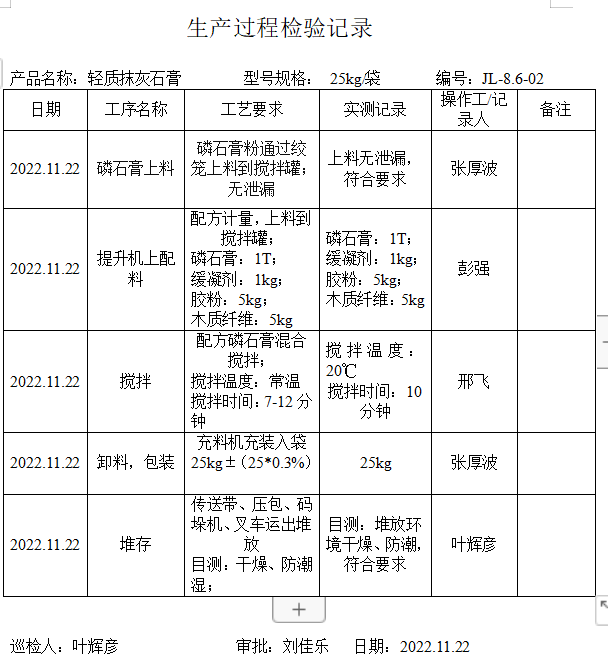 生产过程检验记录
产品名称：轻质抹灰石膏 型号规格： 25kg/袋 编号：JL-8.6-02
日期 工序名称 工艺要求 实测记录 操作工/记录人 备注
2022.11.22 磷石膏上料 磷石膏粉通过绞笼上料到搅拌罐；无泄漏 上料无泄漏，符合要求 张厚波
2022.11.22 提升机上配料 配方计量，上料到搅拌罐； 磷石膏：1T； 缓凝剂：1kg； 胶粉：5kg； 木质纤维：5kg 磷石膏：1T； 缓凝剂：1kg； 胶粉：5kg； 木质纤维：5kg 彭强
2022.11.22 搅拌 配方磷石膏混合搅拌； 搅拌温度：常温 搅拌时间：7-12分钟 搅拌温度：20℃ 搅拌时间：10分钟 邢飞
2022.11.22 卸料，包装 充料机充装入袋 25kg±（25*0.3%） 25kg 张厚波
2022.11.22 堆存 传送带、压包、码垛机、叉车运出堆放 目测：干燥、防潮湿； 目测：堆放环境干燥、防潮，符合要求 叶辉彦
巡检人：叶辉彦 审批：刘佳乐 日期：2022.11.22